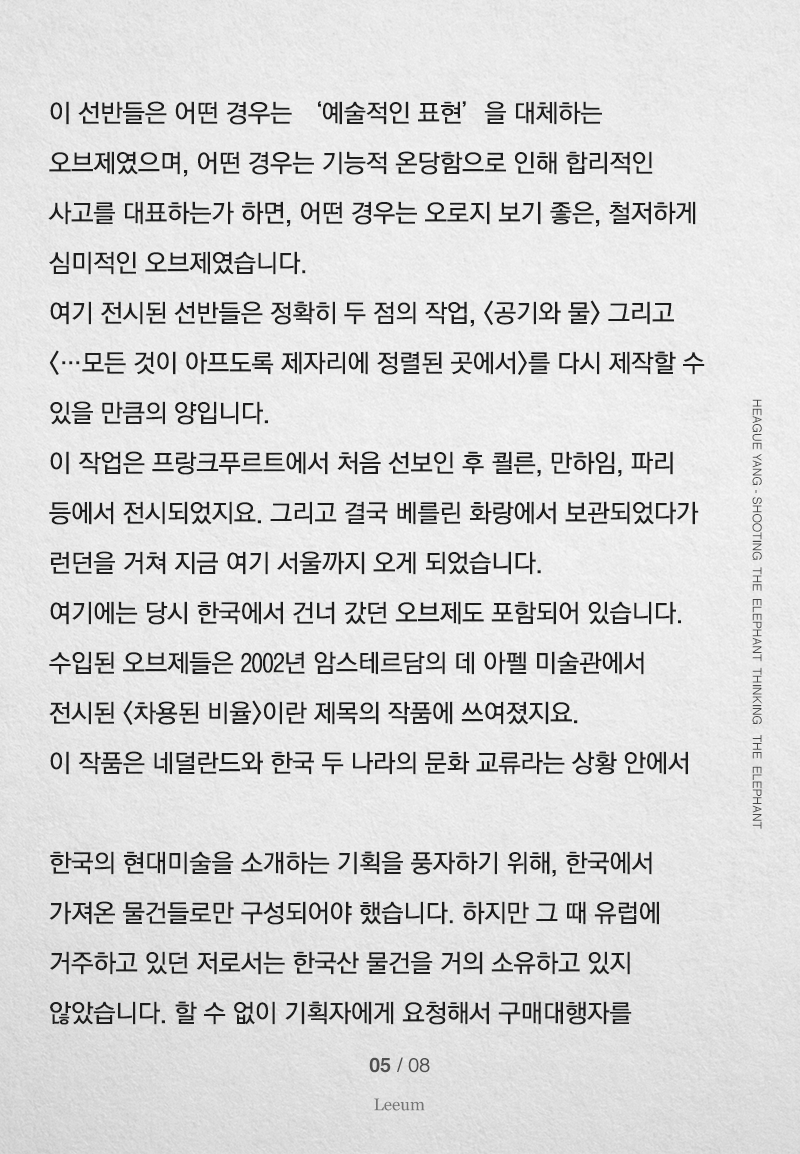 이 선반들은 어떤 경우는 ‘예술적인 표현’을 대체하는
오브제였으며, 어떤 경우는 기능적 온당함으로 인해 합리적인
사고를 대표하는가 하면, 어떤 경우는 오로지 보기 좋은, 철저하게
심미적인 오브제였습니다.
여기 전시된 선반들은 정확히 두 점의 작업, 〈공기와 물〉 그리고
〈…모든 것이 아프도록 제자리에 정렬된 곳에서〉를 다시 제작할 수
있을 만큼의 양입니다.
이 작업은 프랑크푸르트에서 처음 선보인 후 쾰른, 만하임, 파리
등에서 전시되었지요. 그리고 결국 베를린 화랑에서 보관되었다가
런던을 거쳐 지금 여기 서울까지 오게 되었습니다.
여기에는 당시 한국에서 건너 갔던 오브제도 포함되어 있습니다.
수입된 오브제들은 2002년 암스테르담의 데 아펠 미술관에서
전시된 〈차용된 비율〉이란 제목의 작품에 쓰여졌지요.
이 작품은 네덜란드와 한국 두 나라의 문화 교류라는 상황 안에서
한국의 현대미술을 소개하는 기획을 풍자하기 위해, 한국에서
가져온 물건들로만 구성되어야 했습니다. 하지만 그 때 유럽에
거주하고 있던 저로서는 한국산 물건을 거의 소유하고 있지
않았습니다. 할 수 없이 기획자에게 요청해서 구매대행자를
HEAGUE YANG - SHOOTING THE ELEPHANT THINKING THE ELEPHANT
05 / 08
Leeum